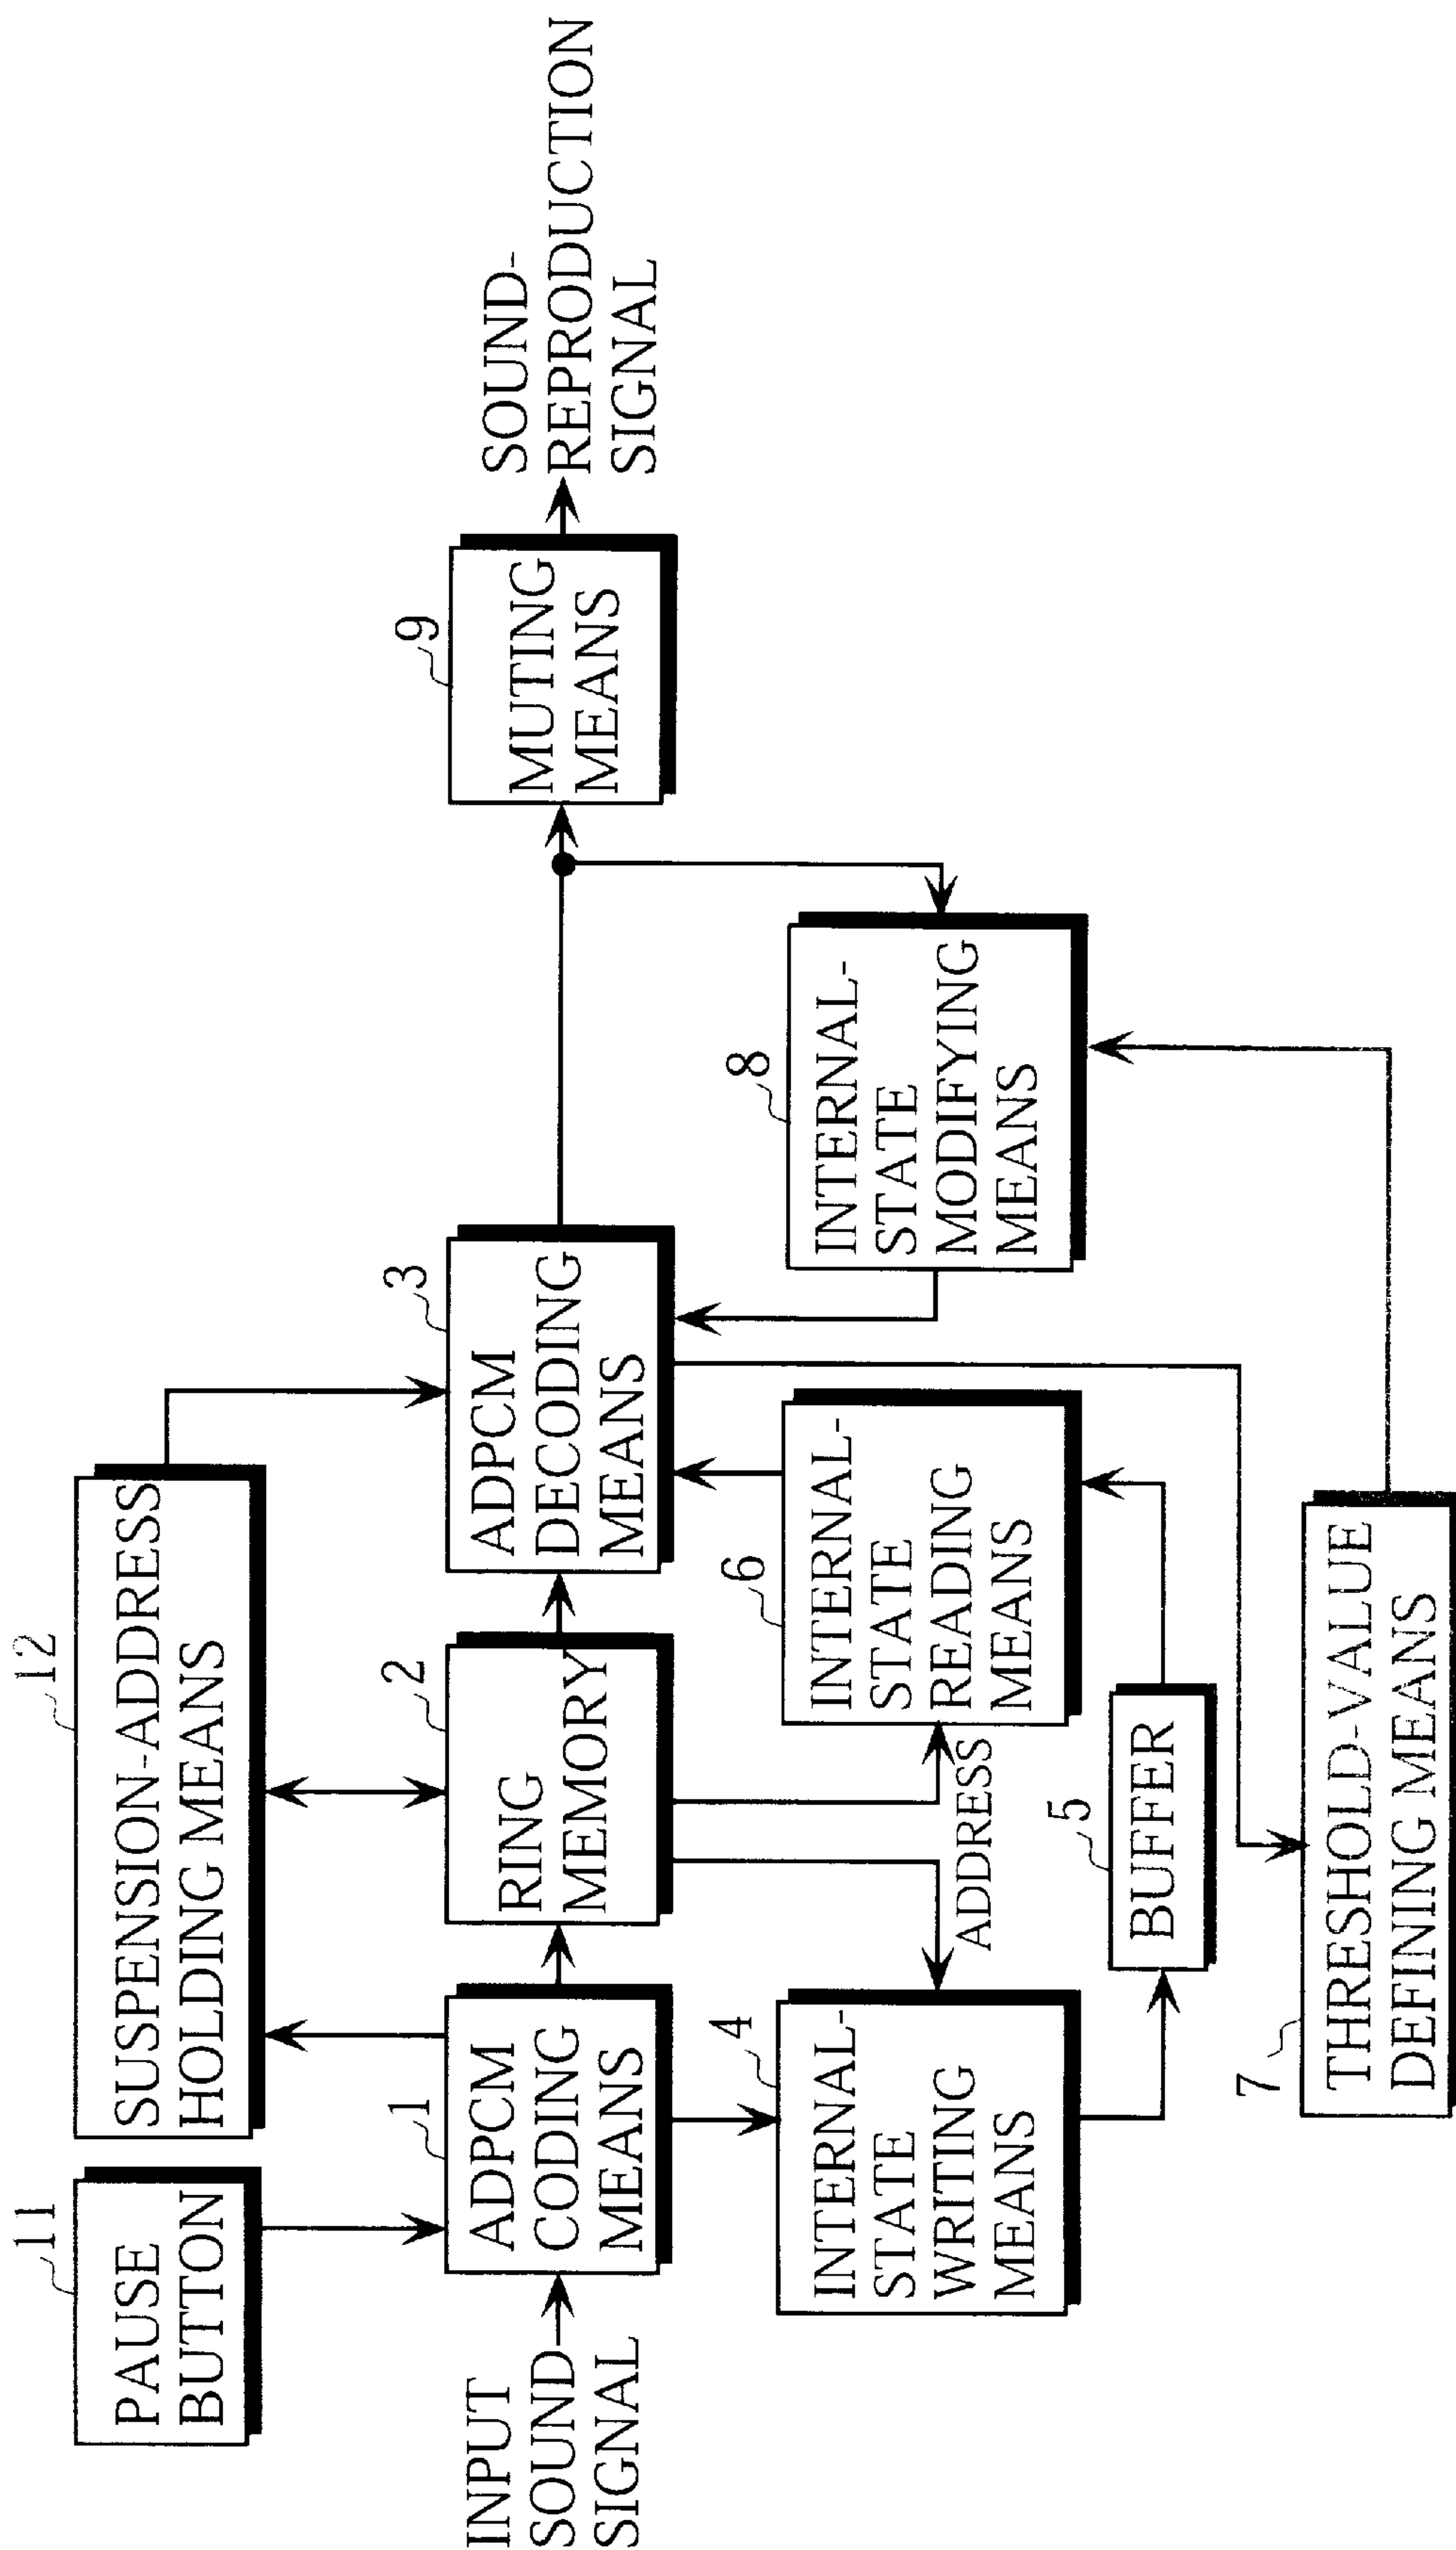 11
PAUSE
BUTTON
12
SUSPENSION-ADDRESS
HOLDING MEANS
INPUT
SOUND
SIGNAL
1
ADPCM
CODING
MEANS
2
RING
MEMORY
3
ADPCM
DECODING
MEANS
9
MUTING
MEANS
SOUND-
REPRODUCTION
SIGNAL
4
INTERNAL-
STATE
WRITING
MEANS
ADDRESS
6
INTERNAL-
STATE
READING
MEANS
8
INTERNAL-
STATE
MODIFYING
MEANS
5
BUFFER
7
THRESHOLD-VALUE
DEFINING MEANS